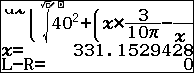 √(40²+(x×3/(10π)-
x=      331.1529428
L-R=              0